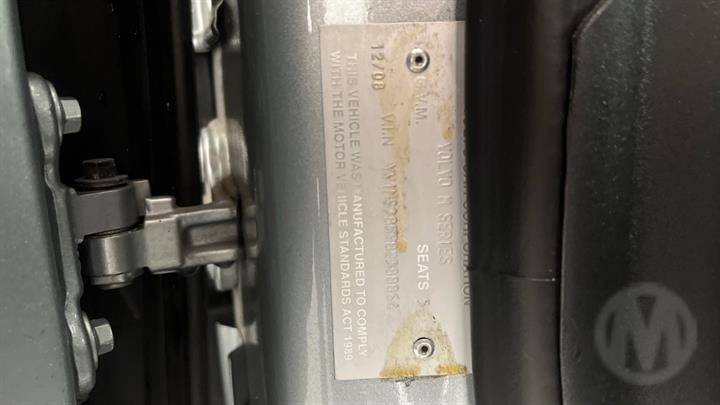 CORPORATION
VOLVO M SERIES
SEATS 5
G.V.M.
12/08 V.I.N
THIS VEHICLE WAS MANUFACTURED TO COMPLY
WITH THE MOTOR VEHICLE STANDARDS ACT 1989
M